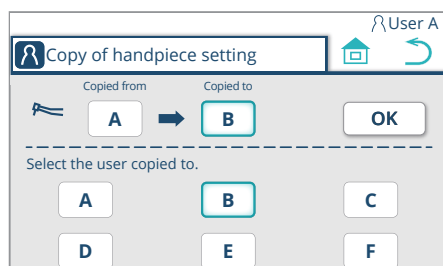 User A
Copy of handpiece setting
Copied from Copied to
A B OK
Select the user copied to.
A B C
D E F